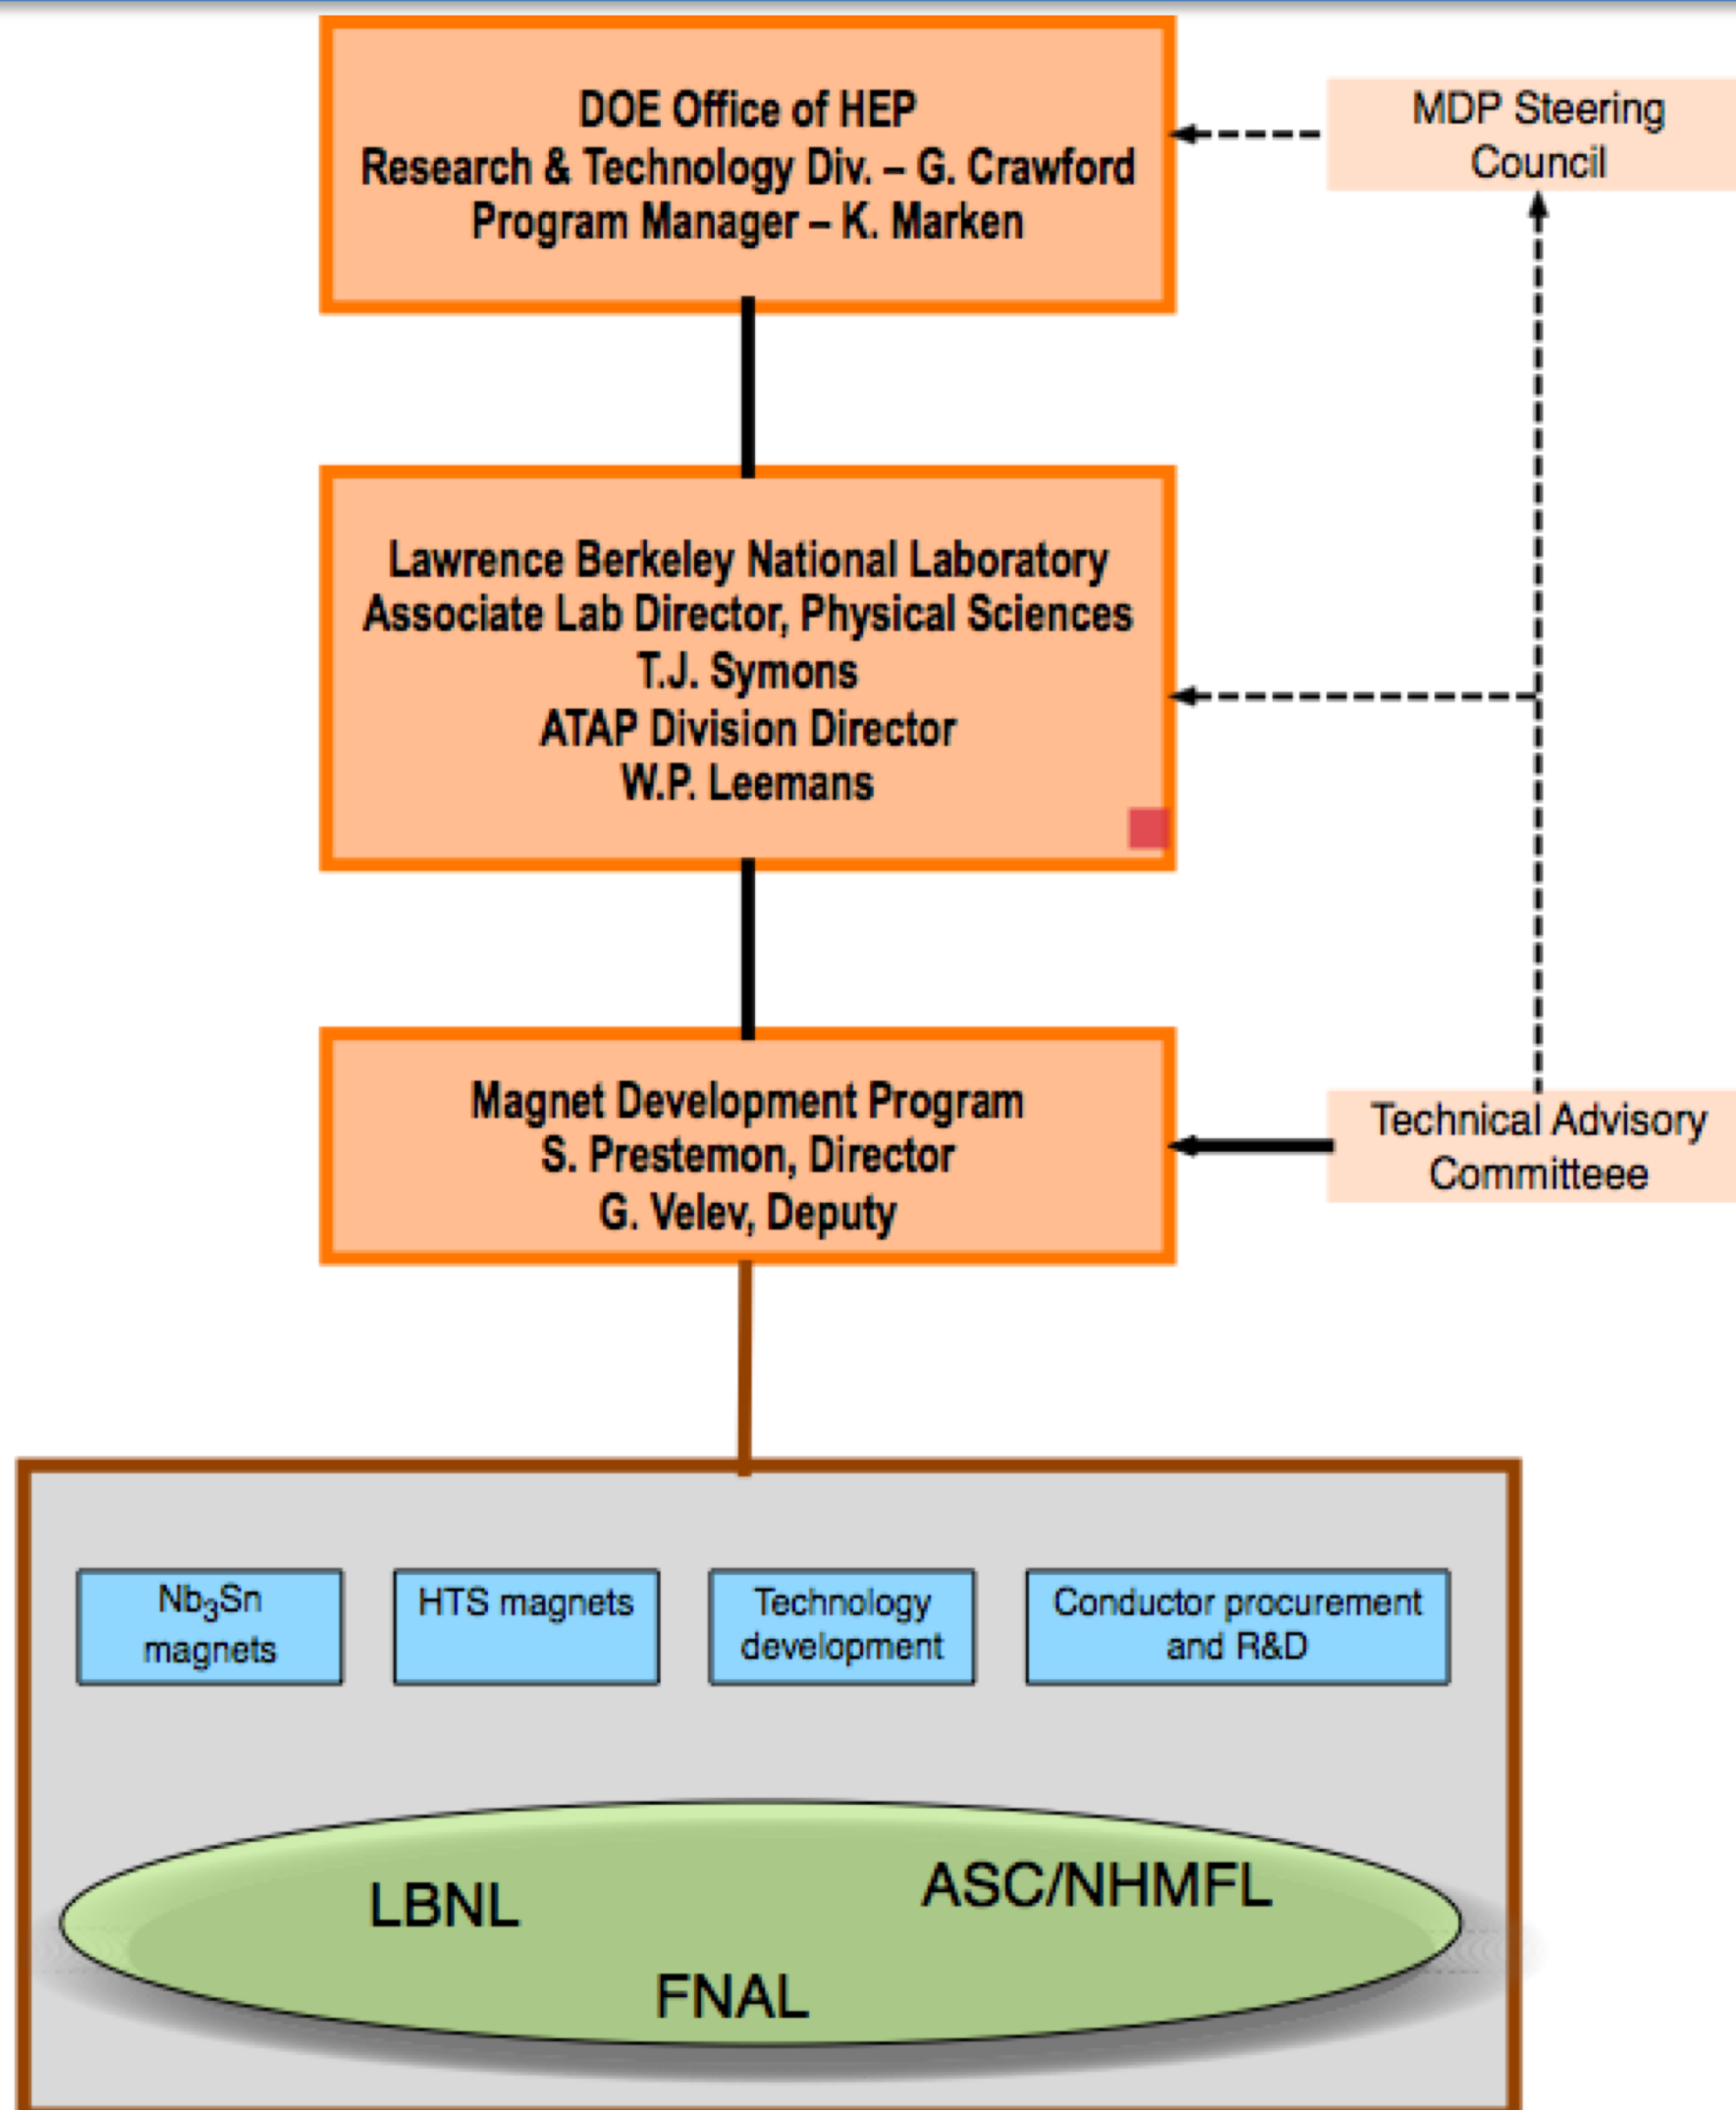 DOE Office of HEP
Research & Technology Div. – G. Crawford
Program Manager – K. Marken
MDP Steering
Council
Lawrence Berkeley National Laboratory
Associate Lab Director, Physical Sciences
T.J. Symons
ATAP Division Director
W.P. Leemans
Magnet Development Program
S. Prestemon, Director
G. Velev, Deputy
Technical Advisory
Committeee
Nb₃Sn
magnets
HTS magnets
Technology
development
Conductor procurement
and R&D
LBNL
ASC/NHMFL
FNAL